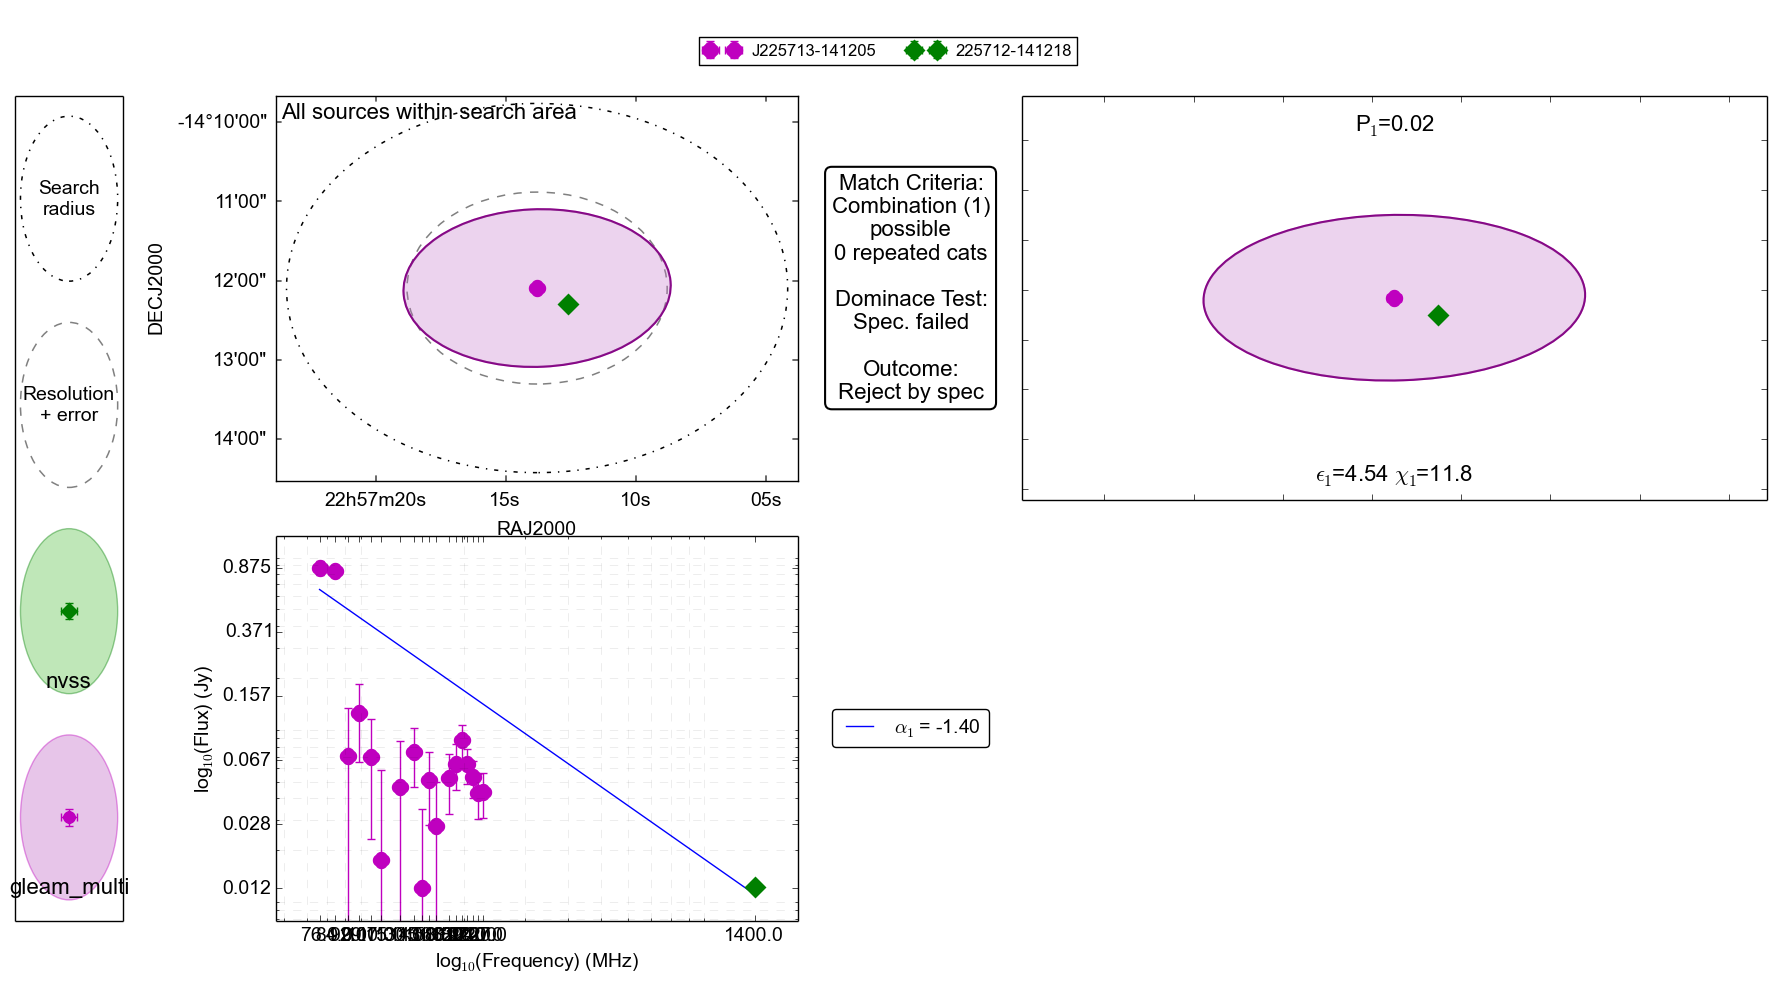 J225713-141205 225712-141218
Search
radius
Resolution
+ error
nvss
gleam_multi
All sources within search area
DECJ2000
-14°10'00"
11'00"
12'00"
13'00"
14'00"
22h57m20s 15s 10s 05s
RAJ2000
Match Criteria:
Combination (1)
possible
0 repeated cats
Dominace Test:
Spec. failed
Outcome:
Reject by spec
P₁=0.02
ϵ₁=4.54 χ₁=11.8
log₁₀(Flux) (Jy)
0.875
0.371
0.157
0.067
0.028
0.012
1400.0
log₁₀(Frequency) (MHz)
α₁ = -1.40